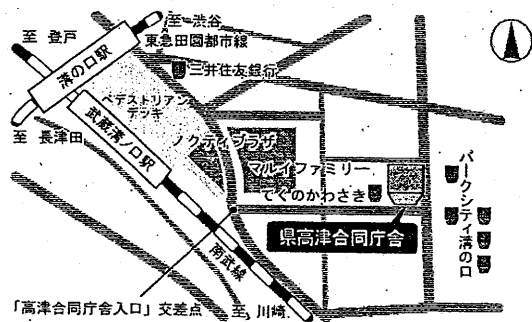 至 渋谷
至 登戸
東急田園都市線
溝の口駅
三井住友銀行
ペデストリアン
デッキ
武蔵溝ノ口駅
至 長津田
ノクティプラザ
マルイファミリー
てくのかわさき
パークシティ溝の口
県高津合同庁舎
南武線
「高津合同庁舎入口」交差点
至 川崎